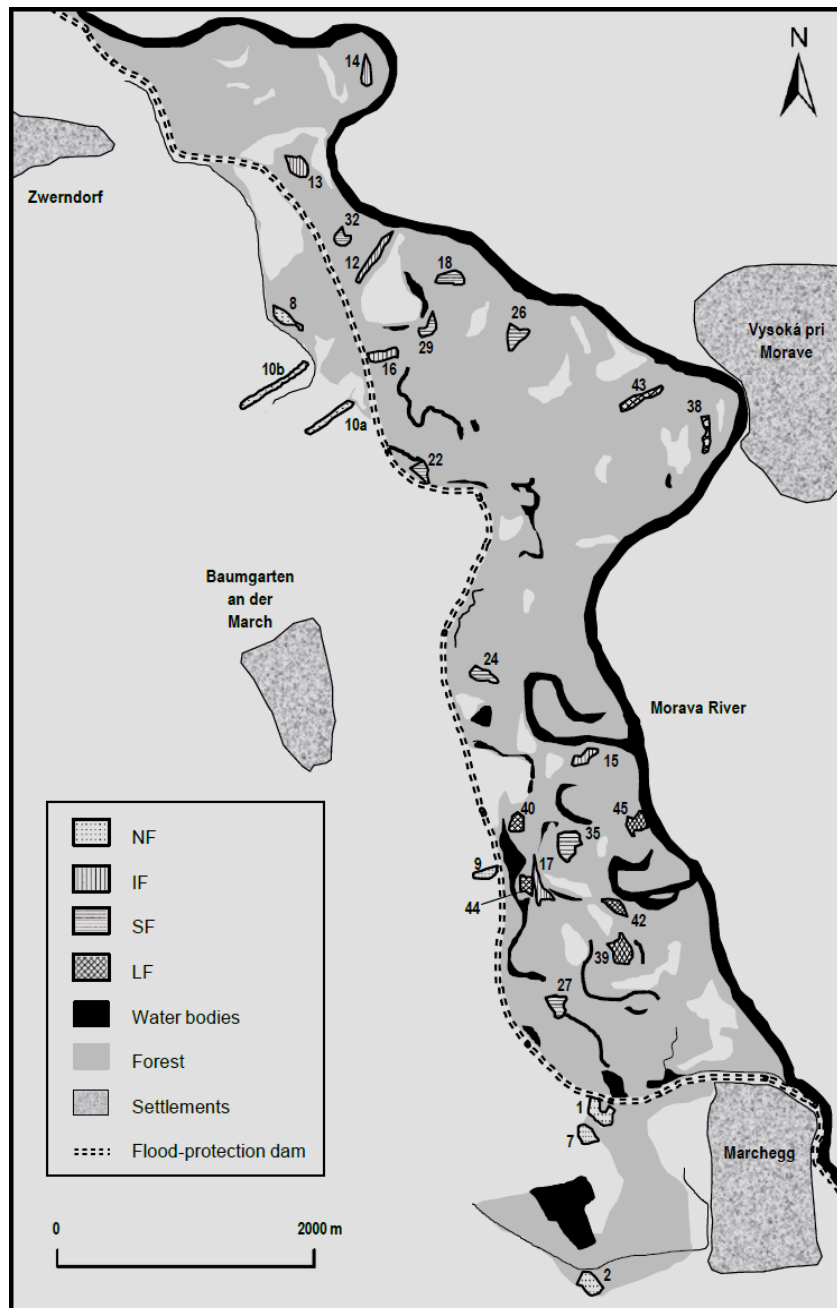 N
14
Zwerndorf
13
32
12
18
8
26
29
Vysoká pri
Morave
10b
16
43
38
10a
22
Baumgarten
an der
March
24
Morava River
15
40
45
35
9
17
44
42
39
27
NF
IF
SF
LF
Water bodies
Forest
Settlements
Flood-protection dam
1
7
Marchegg
0
2000 m
2